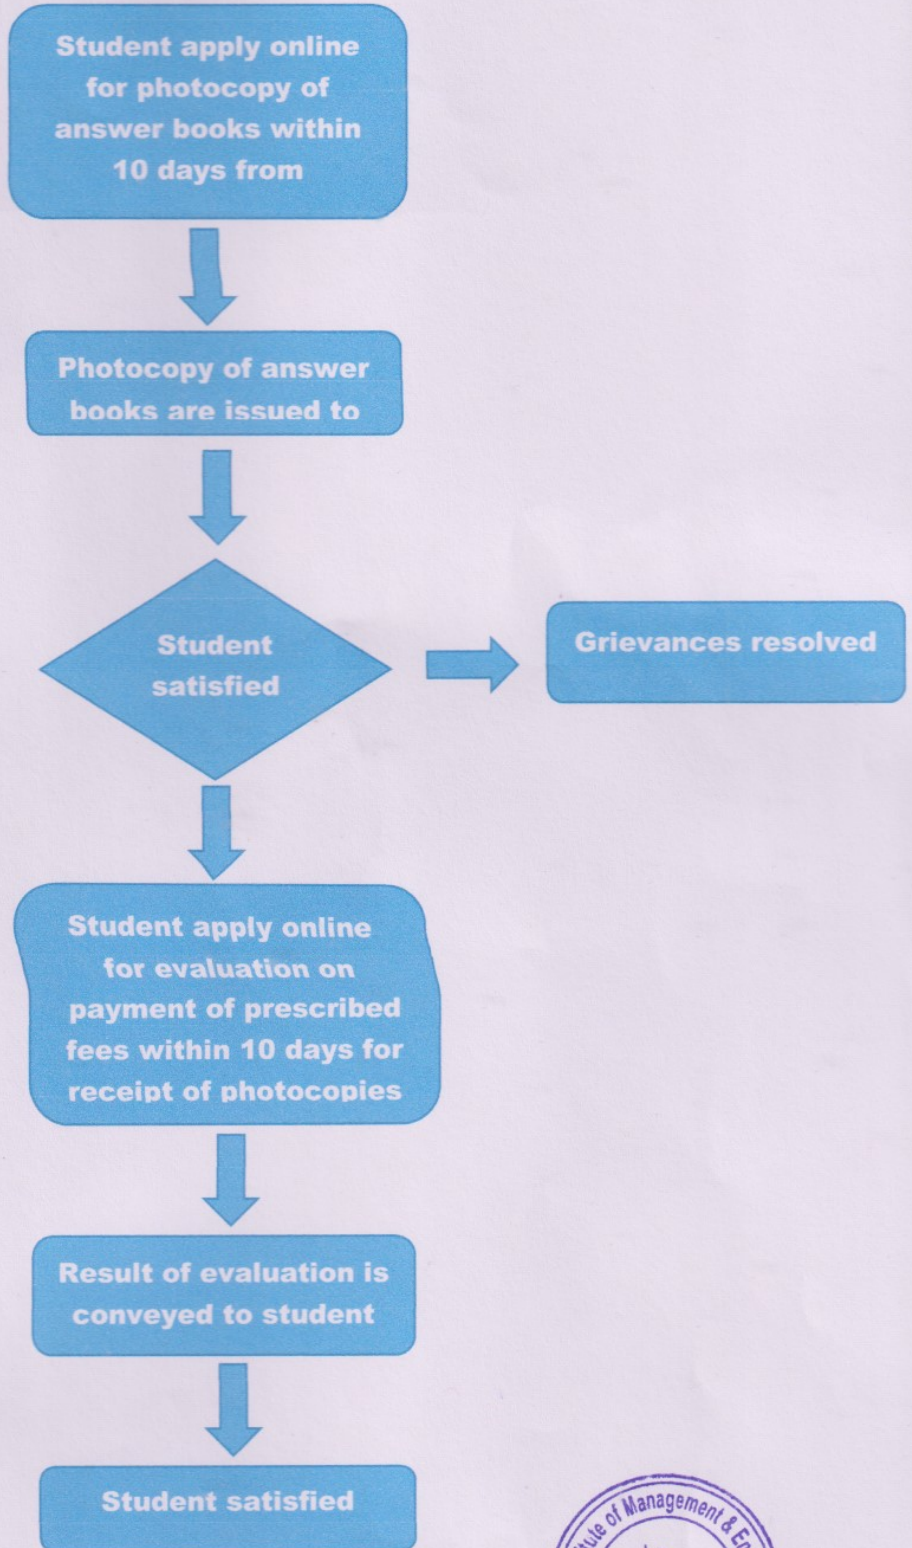 Student apply online
for photocopy of
answer books within
10 days from
Photocopy of answer
books are issued to
Student
satisfied
Grievances resolved
Student apply online
for evaluation on
payment of prescribed
fees within 10 days for
receipt of photocopies
Result of evaluation is
conveyed to student
Student satisfied
of Management &